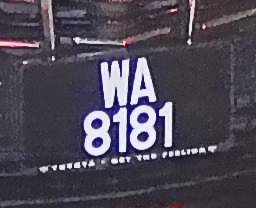 WA
8181
TOYOTA - GET THE FEELING